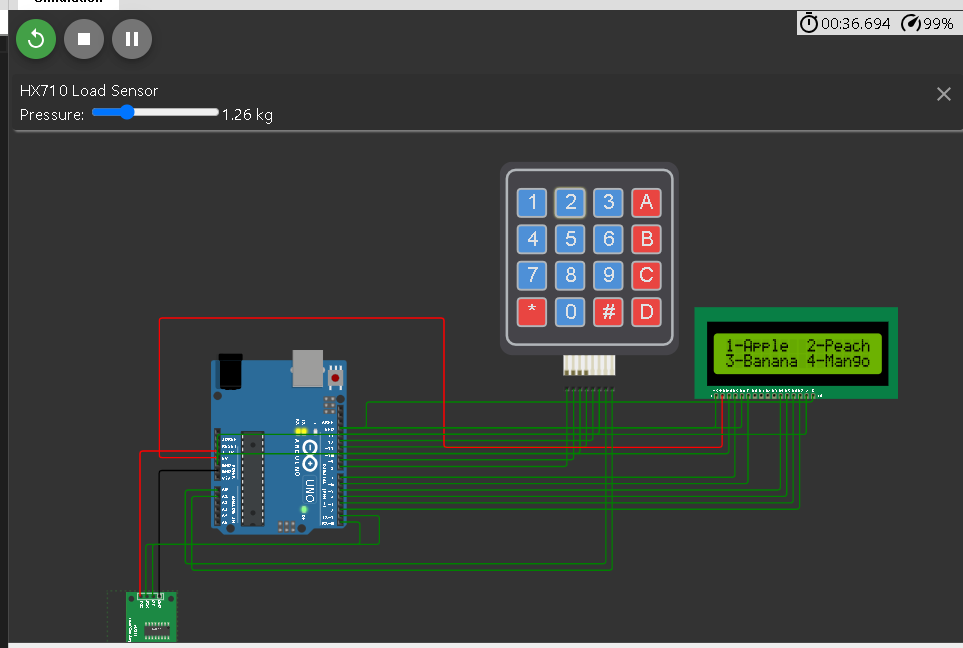 Simulation
00:36.694 99%
HX710 Load Sensor
Pressure: 1.26 kg
1 2 3 A
4 5 6 B
7 8 9 C
* 0 # D
1-Apple 2-Peach
3-Banana 4-Mango
ARDUINO
UNO